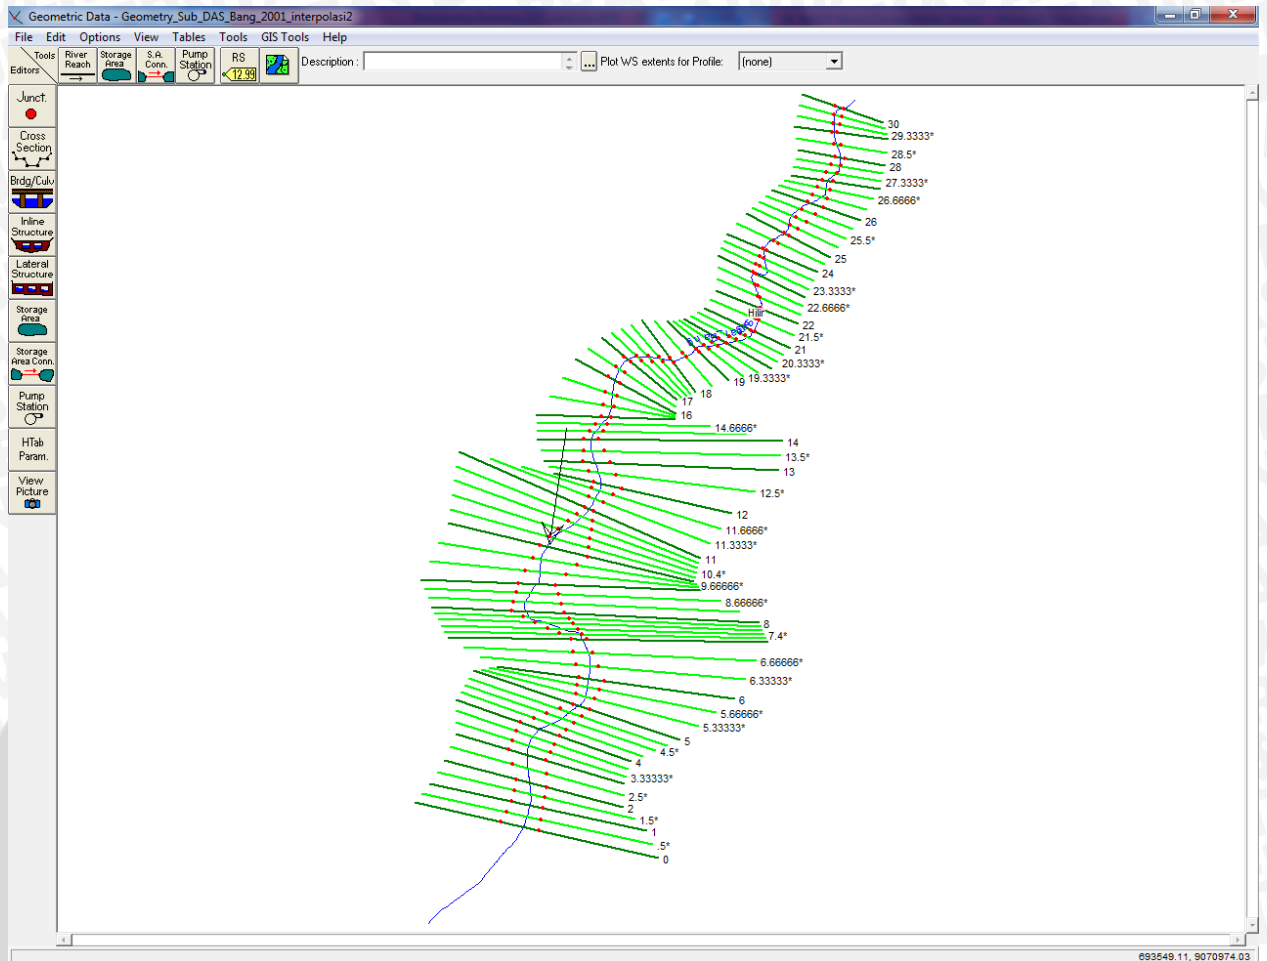 Geometric Data - Geometry_Sub_DAS_Bang_2001_interpolasi2
File Edit Options View Tables Tools GIS Tools Help
Tools
Editors
River
Reach
Storage
Area
S.A.
Conn.
Pump
Station
RS
12.99
Description :
...
Plot WS extents for Profile:
(none)
Junct.
Cross
Section
Brdg/Culv
Inline
Structure
Lateral
Structure
Storage
Area
Storage
Area Conn.
Pump
Station
HTab
Param.
View
Picture
30
29.3333*
28.5*
28
27.3333*
26.6666*
26
25.5*
25
24
23.3333*
22.6666*
Hilir
22
21.5*
21
20.3333*
19.3333*
19
18
17
16
14.6666*
14
13.5*
13
12.5*
12
11.6666*
11.3333*
11
10.4*
9.66666*
8.66666*
8
7.4*
6.66666*
6.33333*
6
5.66666*
5.33333*
5
4.5*
4
3.33333*
2.5*
2
1.5*
1
.5*
0
693549.11, 9070974.03